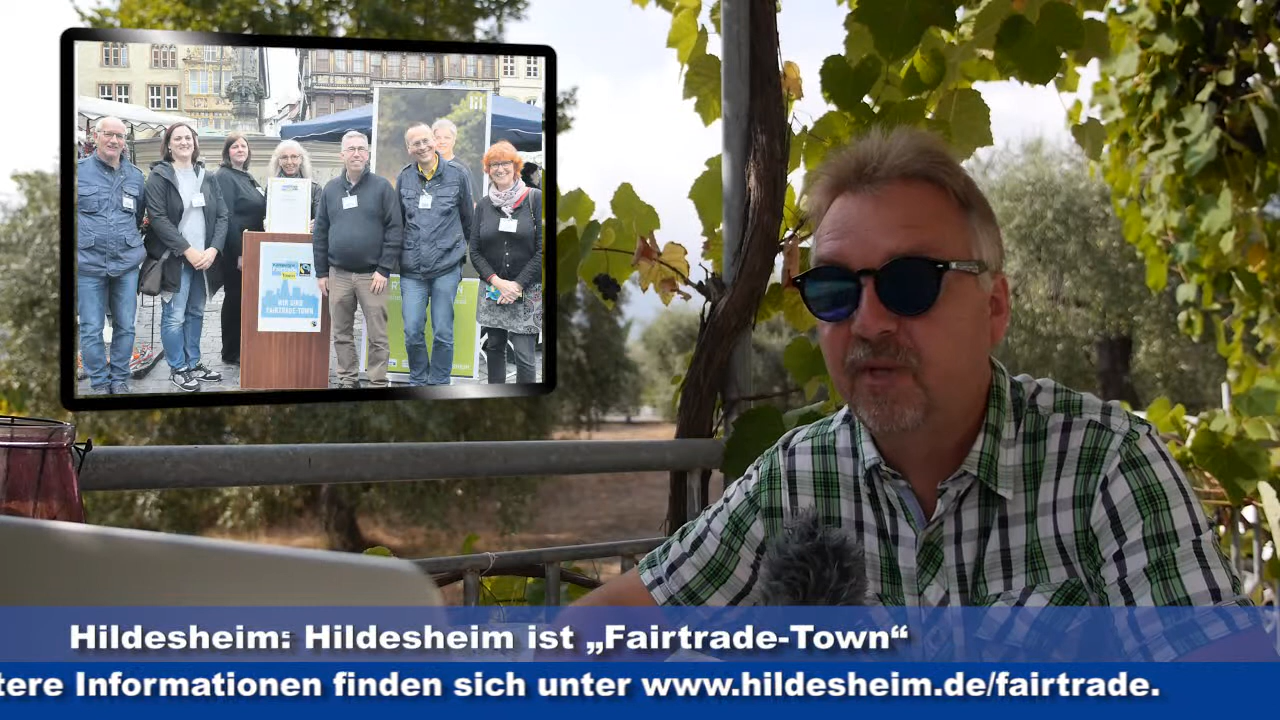 WIR SIND
FAIRTRADE-TOWN
Hildesheim: Hildesheim ist „Fairtrade-Town“
tere Informationen finden sich unter www.hildesheim.de/fairtrade.